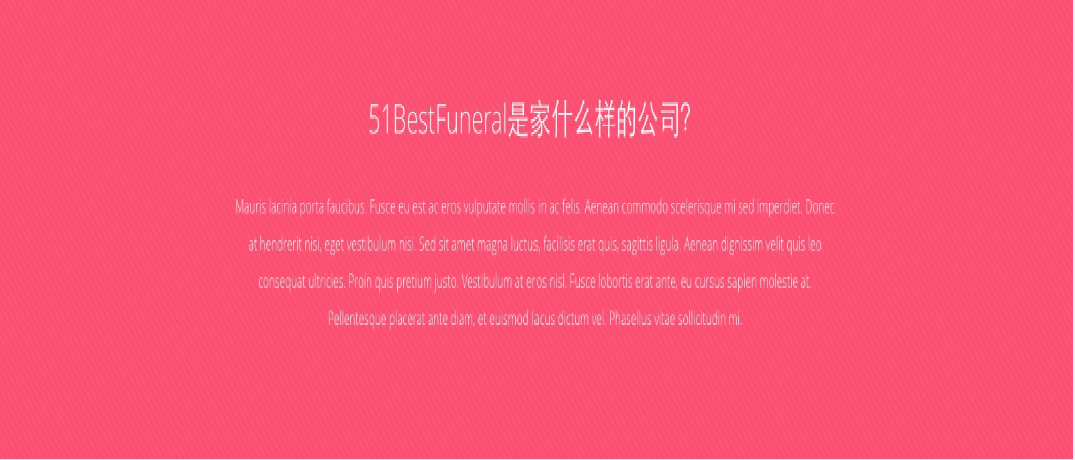 51BestFuneral是家什么样的公司?
Mauris lacinia porta faucibus. Fusce eu est ac eros vulputate mollis in ac felis. Aenean commodo scelerisque mi sed imperdiet. Donec
at hendrerit nisi, eget vestibulum nisi. Sed sit amet magna luctus, facilisis erat quis, sagittis ligula. Aenean dignissim velit quis leo
consequat ultricies. Proin quis pretium justo. Vestibulum at eros nisl. Fusce lobortis erat ante, eu cursus sapien molestie at.
Pellentesque placerat ante diam, et euismod lacus dictum vel. Phasellus vitae sollicitudin mi.